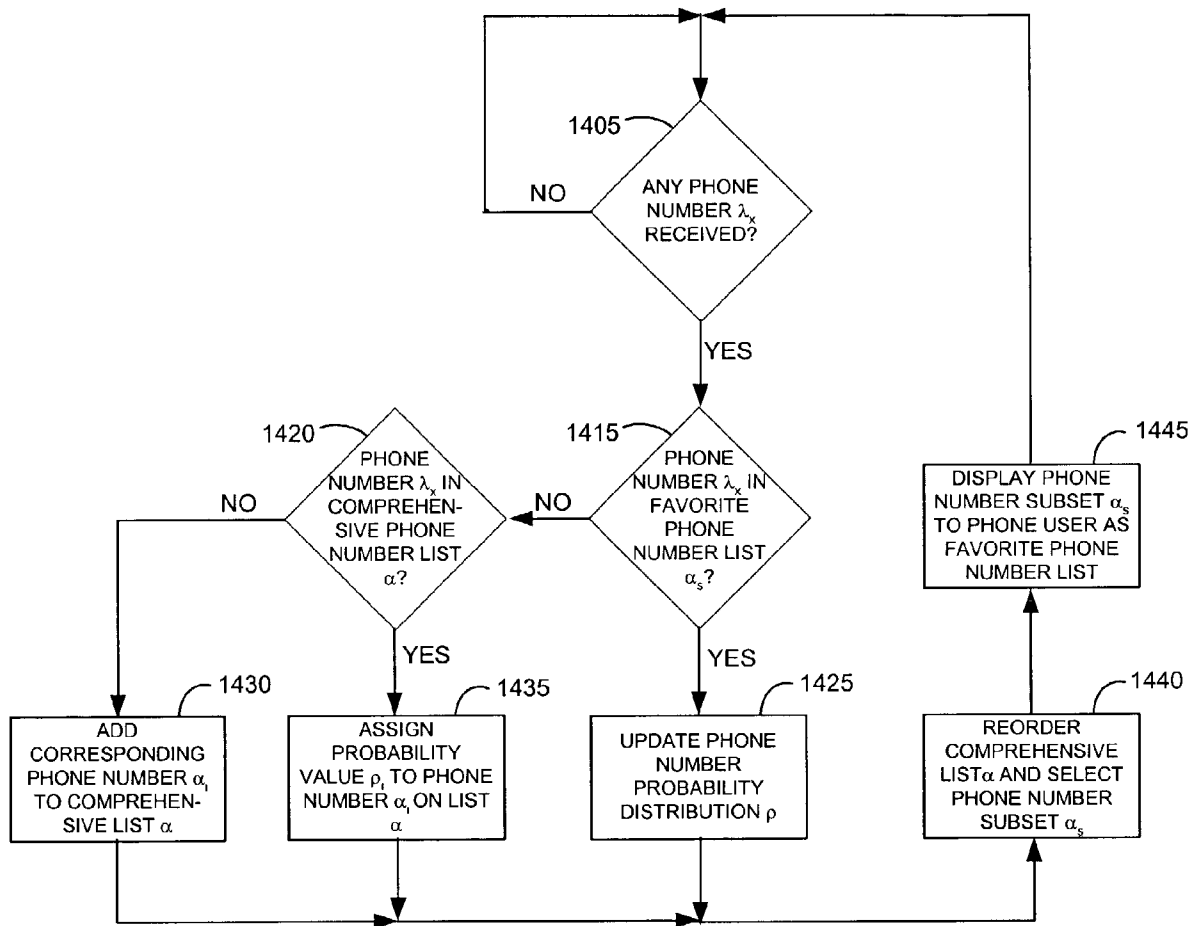 1405
ANY PHONE
NUMBER λx
RECEIVED?
NO
YES
1420
PHONE
NUMBER λx IN
COMPREHEN-
SIVE PHONE
NUMBER LIST
α?
NO
YES
1415
PHONE
NUMBER λx IN
FAVORITE
PHONE
NUMBER LIST
αs?
NO
YES
1445
DISPLAY PHONE
NUMBER SUBSET αs
TO PHONE USER AS
FAVORITE PHONE
NUMBER LIST
1430
ADD
CORRESPONDING
PHONE NUMBER αi
TO COMPREHEN-
SIVE LIST α
1435
ASSIGN
PROBABILITY
VALUE ρi TO PHONE
NUMBER αi ON LIST
α
1425
UPDATE PHONE
NUMBER
PROBABILITY
DISTRIBUTION ρ
1440
REORDER
COMPREHENSIVE
LISTα AND SELECT
PHONE NUMBER
SUBSET αs